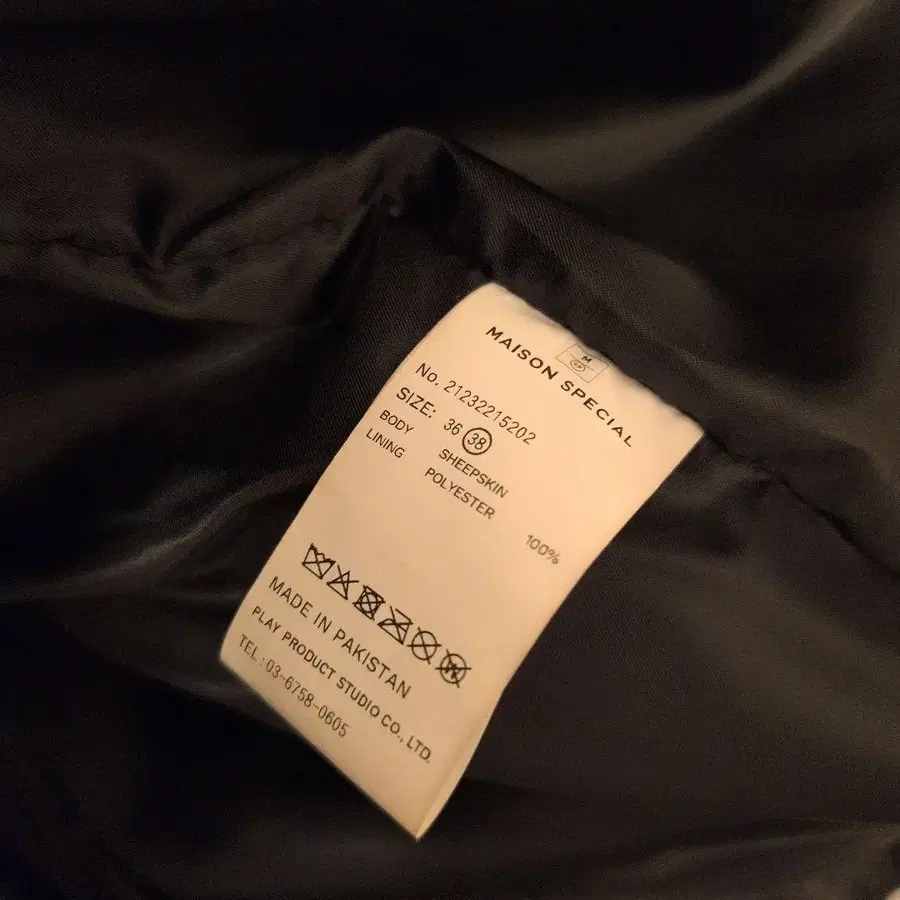 M
SP
MAISON SPECIAL
No. 21232215202
SIZE: 36 38
BODY SHEEPSKIN
LINING POLYESTER 100%
MADE IN PAKISTAN
PLAY PRODUCT STUDIO CO., LTD.
TEL:03-6758-0605